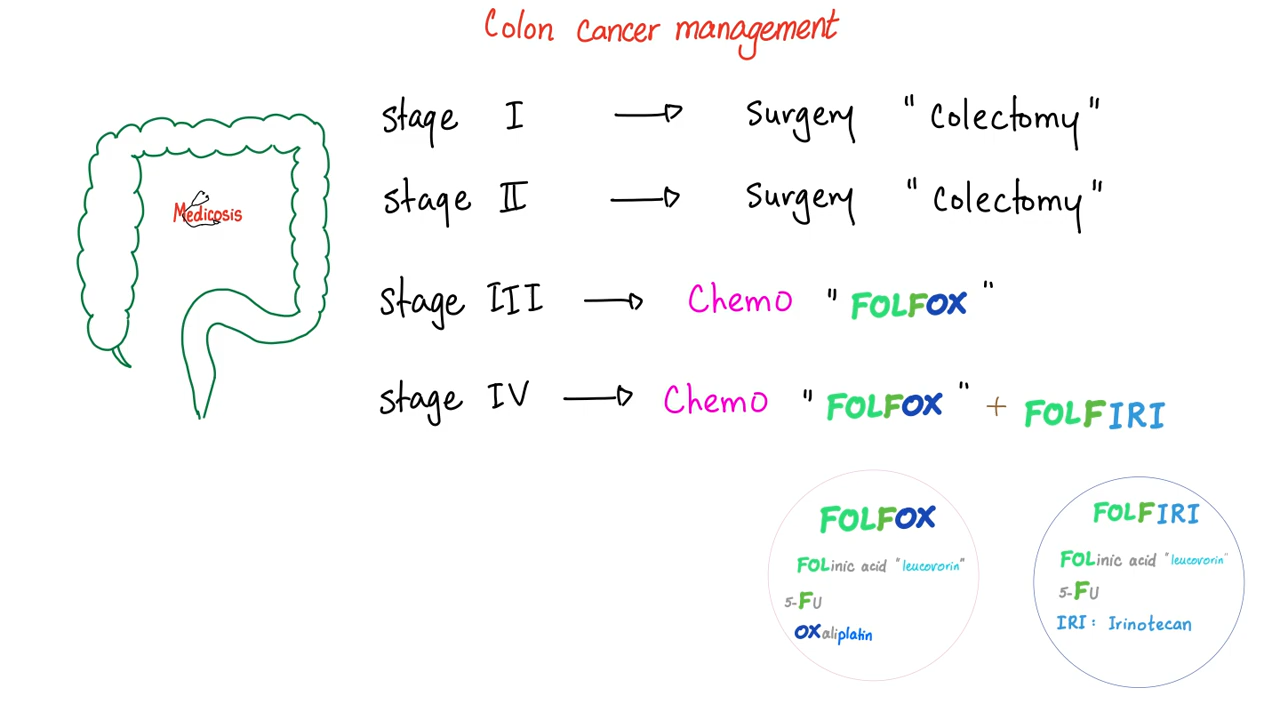 Colon cancer management
Medicosis
stage I → Surgery "Colectomy"
stage II → Surgery "Colectomy"
stage III → Chemo "FOLFOX"
stage IV → Chemo "FOLFOX" + FOLFIRI
FOLFOX
FOLinic acid "leucovorin"
5-FU
OXaliplatin
FOLFIRI
FOLinic acid "leucovorin"
5-FU
IRI: Irinotecan